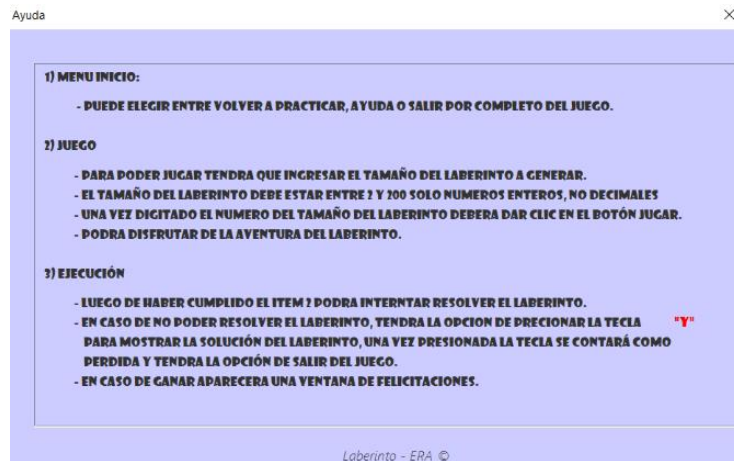 Ayuda
1) MENU INICIO:
- PUEDE ELEGIR ENTRE VOLVER A PRACTICAR, AYUDA O SALIR POR COMPLETO DEL JUEGO.
2) JUEGO
- PARA PODER JUGAR TENDRA QUE INGRESAR EL TAMAÑO DEL LABERINTO A GENERAR.
- EL TAMAÑO DEL LABERINTO DEBE ESTAR ENTRE 2 Y 200 SOLO NUMEROS ENTEROS, NO DECIMALES
- UNA VEZ DIGITADO EL NUMERO DEL TAMAÑO DEL LABERINTO DEBERA DAR CLIC EN EL BOTÓN JUGAR.
- PODRA DISFRUTAR DE LA AVENTURA DEL LABERINTO.
3) EJECUCIÓN
- LUEGO DE HABER CUMPLIDO EL ITEM 2 PODRA INTERNTAR RESOLVER EL LABERINTO.
- EN CASO DE NO PODER RESOLVER EL LABERINTO, TENDRA LA OPCION DE PRECIONAR LA TECLA "Y"
PARA MOSTRAR LA SOLUCIÓN DEL LABERINTO, UNA VEZ PRESIONADA LA TECLA SE CONTARÁ COMO
PERDIDA Y TENDRA LA OPCIÓN DE SALIR DEL JUEGO.
- EN CASO DE GANAR APARECERA UNA VENTANA DE FELICITACIONES.
Laberinto - ERA ©